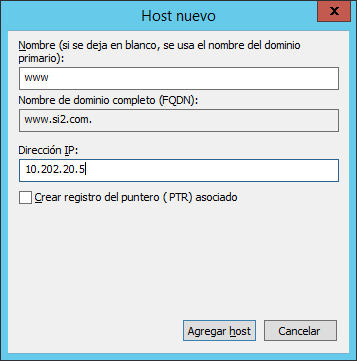 Host nuevo
x
Nombre (si se deja en blanco, se usa el nombre del dominio
primario):
www
Nombre de dominio completo (FQDN):
www.si2.com.
Dirección IP:
10.202.20.5
Crear registro del puntero (PTR) asociado
Agregar host
Cancelar